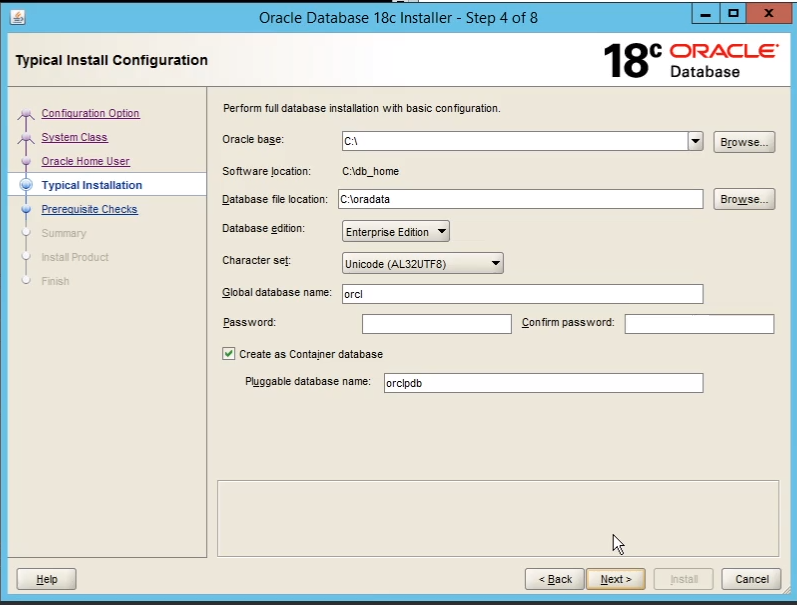 Oracle Database 18c Installer - Step 4 of 8
Typical Install Configuration
18c ORACLE
Database
Configuration Option
System Class
Oracle Home User
Typical Installation
Prerequisite Checks
Summary
Install Product
Finish
Perform full database installation with basic configuration.
Oracle base: C:\ Browse...
Software location: C:\db_home
Database file location: C:\oradata Browse...
Database edition: Enterprise Edition
Character set: Unicode (AL32UTF8)
Global database name: orcl
Password: Confirm password:
Create as Container database
Pluggable database name: orclpdb
Help < Back Next > Install Cancel